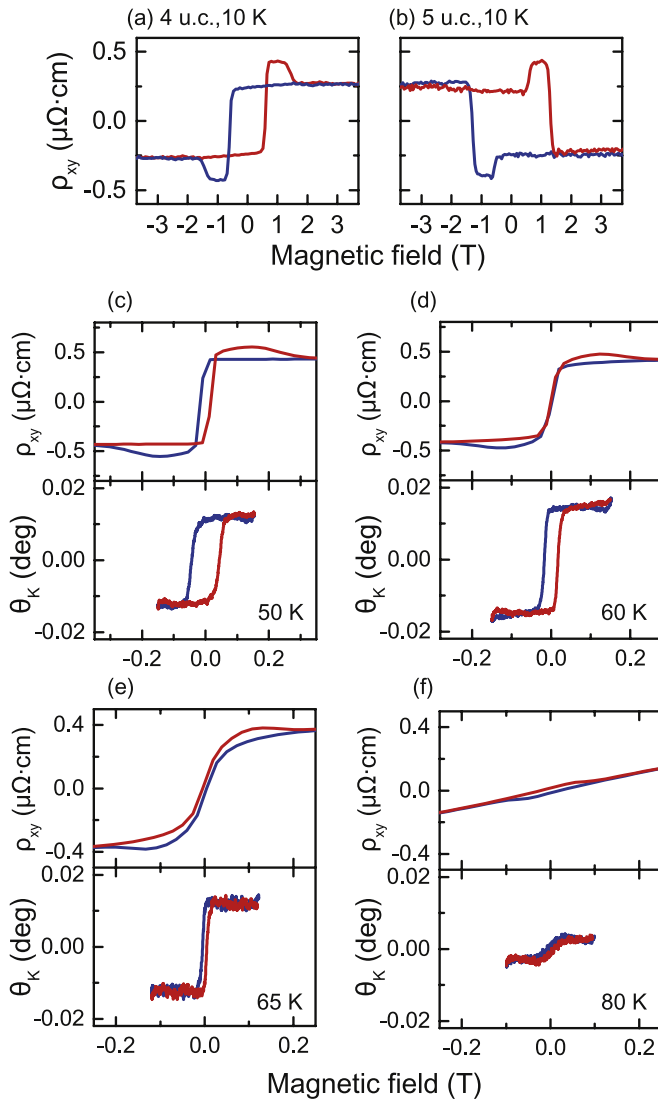 (a) 4 u.c.,10 K
(b) 5 u.c.,10 K
ρxy (μΩ·cm)
0.5
0.0
-0.5
-3 -2 -1 0 1 2 3
-3 -2 -1 0 1 2 3
Magnetic field (T)
(c)
ρxy (μΩ·cm)
0.5
0.0
-0.5
θK (deg)
0.02
0.00
-0.02
50 K
-0.2 0.0 0.2
(d)
ρxy (μΩ·cm)
0.5
0.0
-0.5
θK (deg)
0.02
0.00
-0.02
60 K
-0.2 0.0 0.2
(e)
ρxy (μΩ·cm)
0.4
0.0
-0.4
θK (deg)
0.02
0.00
-0.02
65 K
-0.2 0.0 0.2
(f)
ρxy (μΩ·cm)
0.4
0.0
-0.4
θK (deg)
0.02
0.00
-0.02
80 K
-0.2 0.0 0.2
Magnetic field (T)